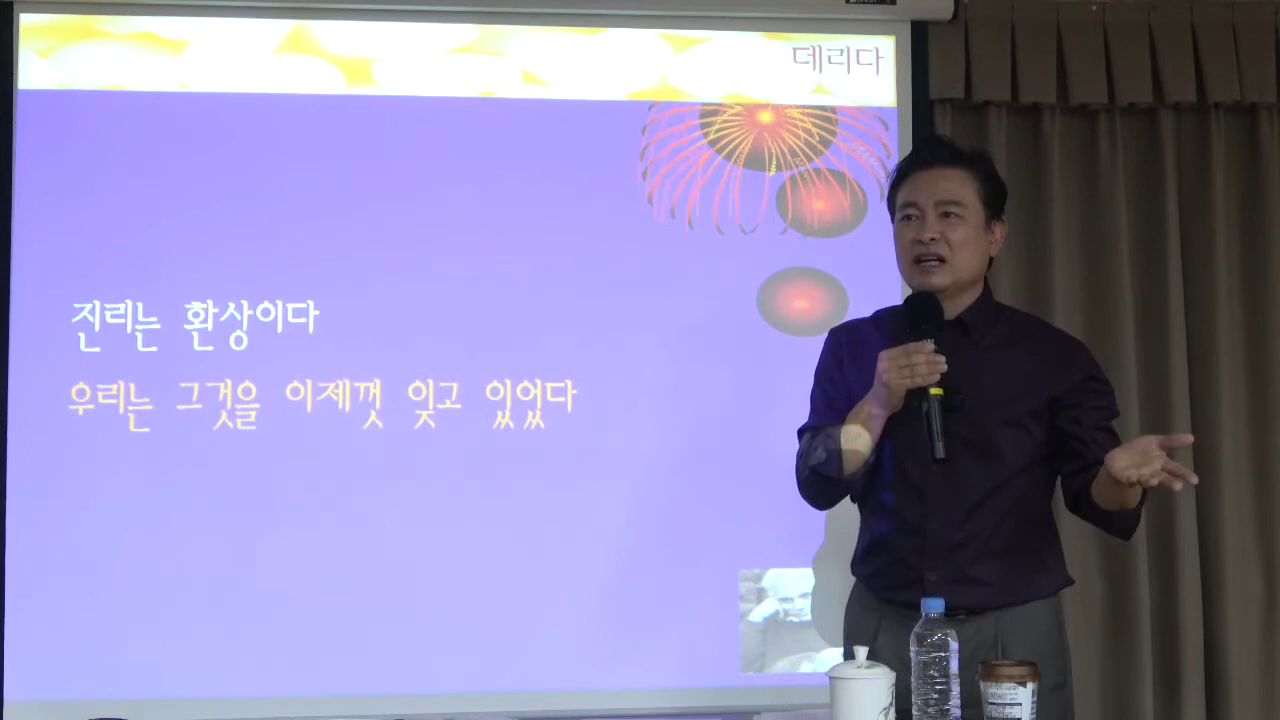 데리다
진리는 환상이다
우리는 그것을 이제껏 잊고 있었다